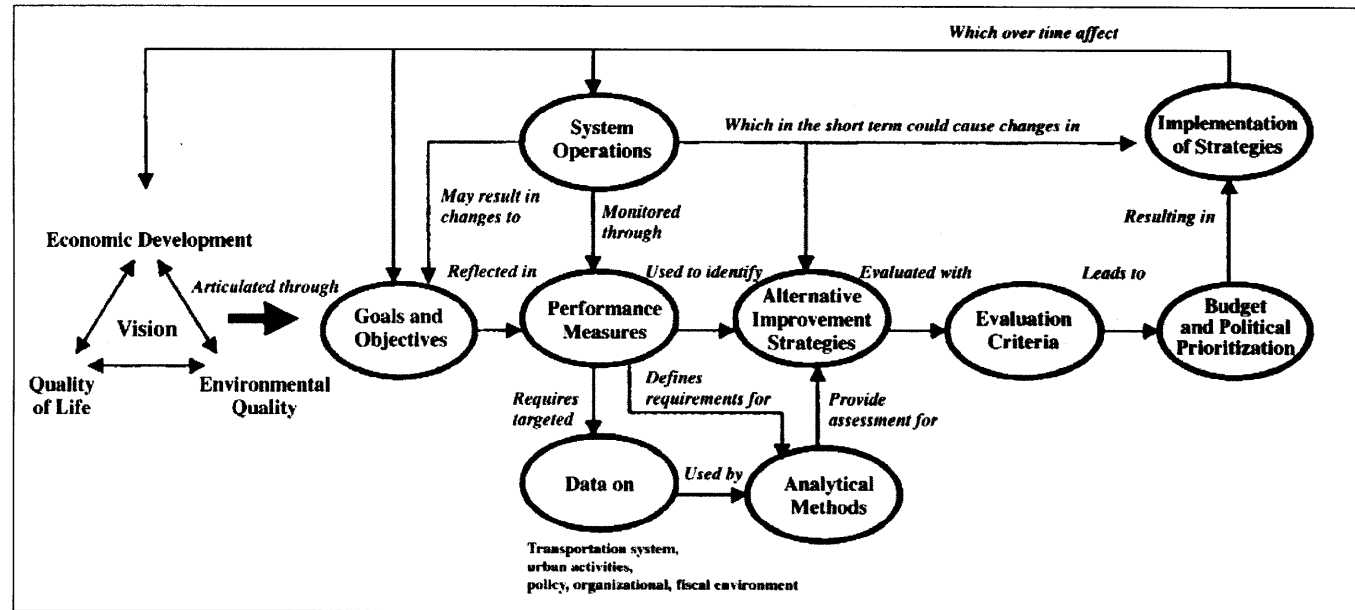 Which over time affect
System
Operations
Which in the short term could cause changes in
Implementation
of Strategies
May result in
changes to
Monitored
through
Resulting in
Economic Development
Articulated through
Vision
Quality
of Life
Environmental
Quality
Goals and
Objectives
Reflected in
Performance
Measures
Used to identify
Alternative
Improvement
Strategies
Evaluated with
Evaluation
Criteria
Leads to
Budget
and Political
Prioritization
Requires
targeted
Defines
requirements for
Provide
assessment for
Data on
Used by
Analytical
Methods
Transportation system,
urban activities,
policy, organizational, fiscal environment